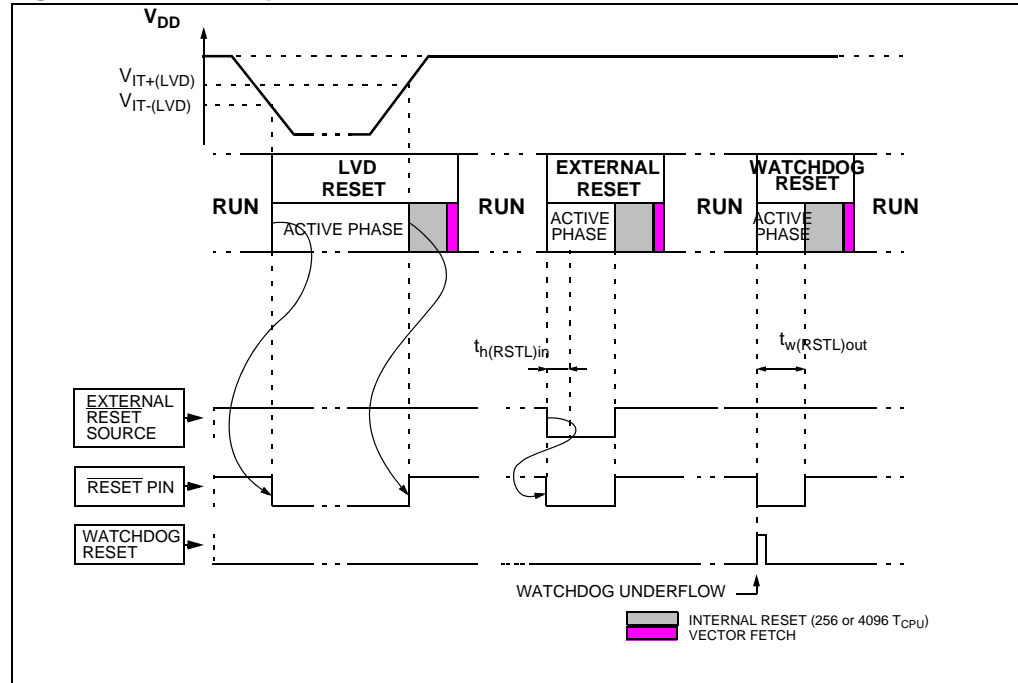 VDD
VIT+(LVD)
VIT-(LVD)
LVD
RESET
EXTERNAL
RESET
WATCHDOG
RESET
RUN
RUN
RUN
RUN
ACTIVE PHASE
ACTIVE
PHASE
ACTIVE
PHASE
th(RSTL)in
tw(RSTL)out
EXTERNAL
RESET
SOURCE
RESET PIN
WATCHDOG
RESET
WATCHDOG UNDERFLOW
INTERNAL RESET (256 or 4096 TCPU)
VECTOR FETCH